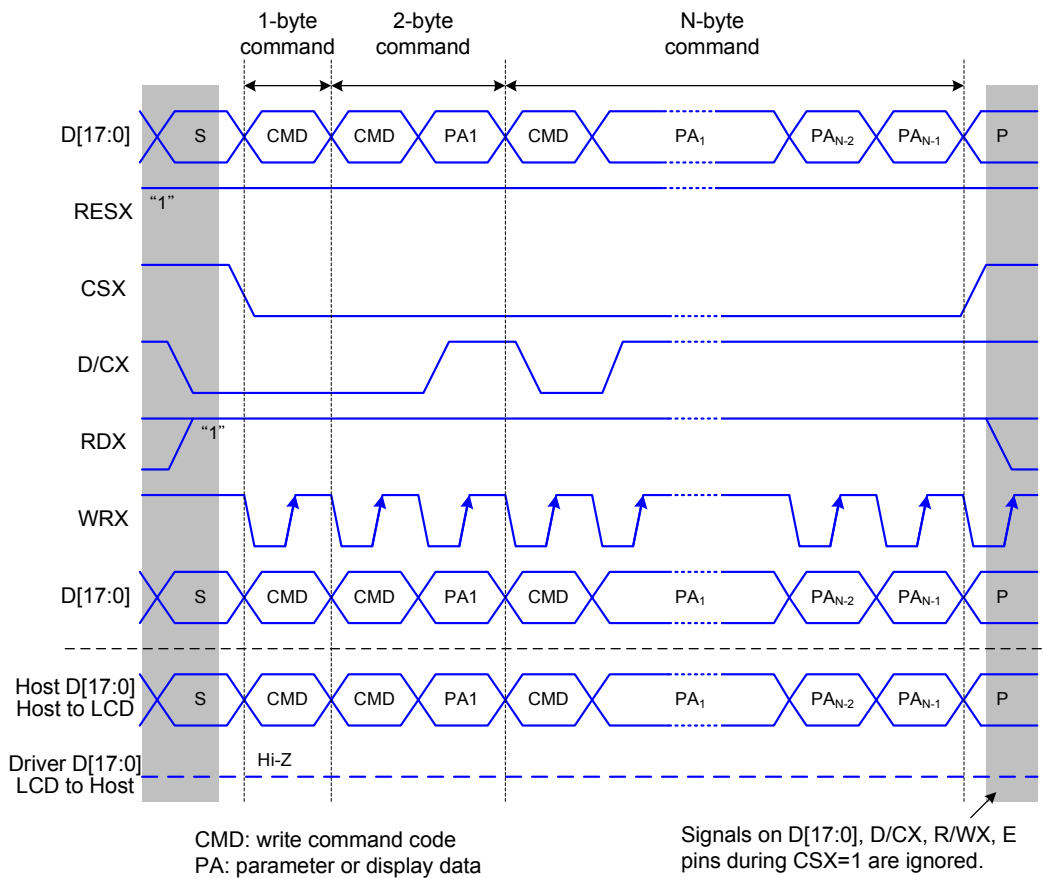 1-byte
command
2-byte
command
N-byte
command
D[17:0]
S
CMD
CMD
PA1
CMD
PA₁
PAN-2
PAN-1
P
RESX
“1”
CSX
D/CX
RDX
“1”
WRX
D[17:0]
S
CMD
CMD
PA1
CMD
PA₁
PAN-2
PAN-1
P
Host D[17:0]
Host to LCD
S
CMD
CMD
PA1
CMD
PA₁
PAN-2
PAN-1
P
Driver D[17:0]
LCD to Host
Hi-Z
CMD: write command code
PA: parameter or display data
Signals on D[17:0], D/CX, R/WX, E
pins during CSX=1 are ignored.